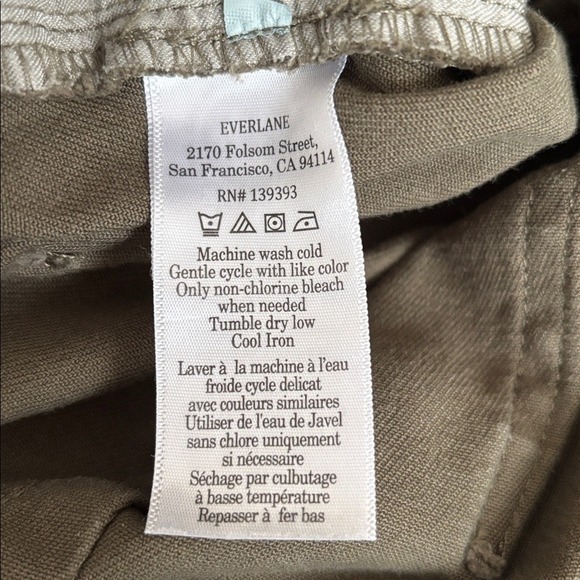 EVERLANE
2170 Folsom Street,
San Francisco, CA 94114
RN# 139393
Machine wash cold
Gentle cycle with like color
Only non-chlorine bleach
when needed
Tumble dry low
Cool Iron
Laver à la machine à l'eau
froide cycle delicat
avec couleurs similaires
Utiliser de l'eau de Javel
sans chlore uniquement
si nécessaire
Séchage par culbutage
à basse température
Repasser à fer bas